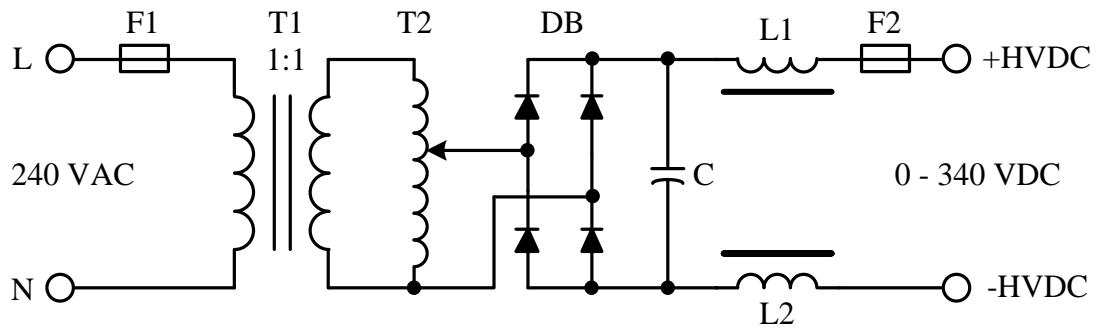 F1
T1
1:1
T2
DB
L1
F2
L
+HVDC
240 VAC
C
0 - 340 VDC
N
-HVDC
L2